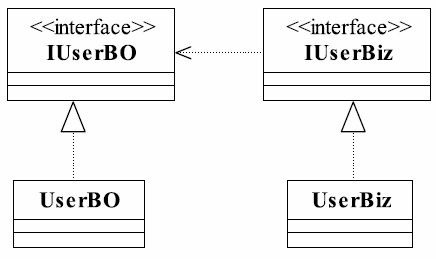 <<interface>>
IUserBO
<<interface>>
IUserBiz
UserBO
UserBiz